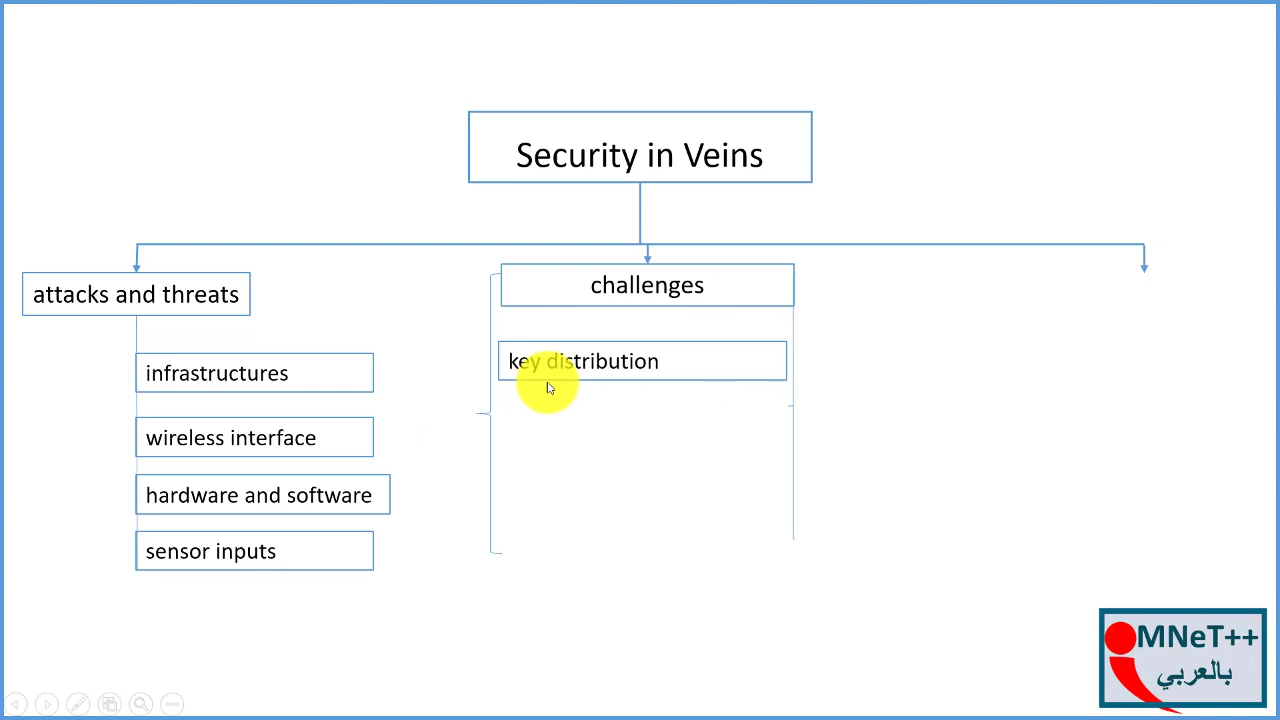 Security in Veins
attacks and threats
infrastructures
wireless interface
hardware and software
sensor inputs
challenges
key distribution
MNeT++
بالعربي